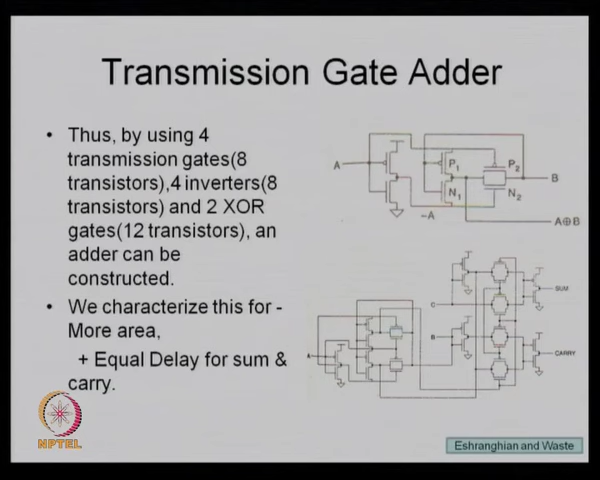 Transmission Gate Adder
• Thus, by using 4
transmission gates(8
transistors),4 inverters(8
transistors) and 2 XOR
gates(12 transistors), an
adder can be
constructed.
• We characterize this for -
More area,
+ Equal Delay for sum &
carry.
A
P1
P2
B
N1
N2
-A
A⊕B
C
SUM
B
A
CARRY
NPTEL
Eshranghian and Waste